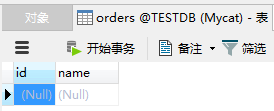 对象 orders @TESTDB (Mycat) - 表
开始事务 备注 筛选
id name
(Null) (Null)